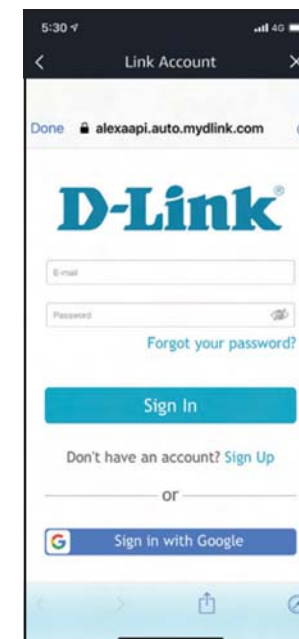 5:30
4G
Link Account
Done alexaapi.auto.mydlink.com
D-Link®
E-mail
Password
Forgot your password?
Sign In
Don't have an account? Sign Up
or
G Sign in with Google